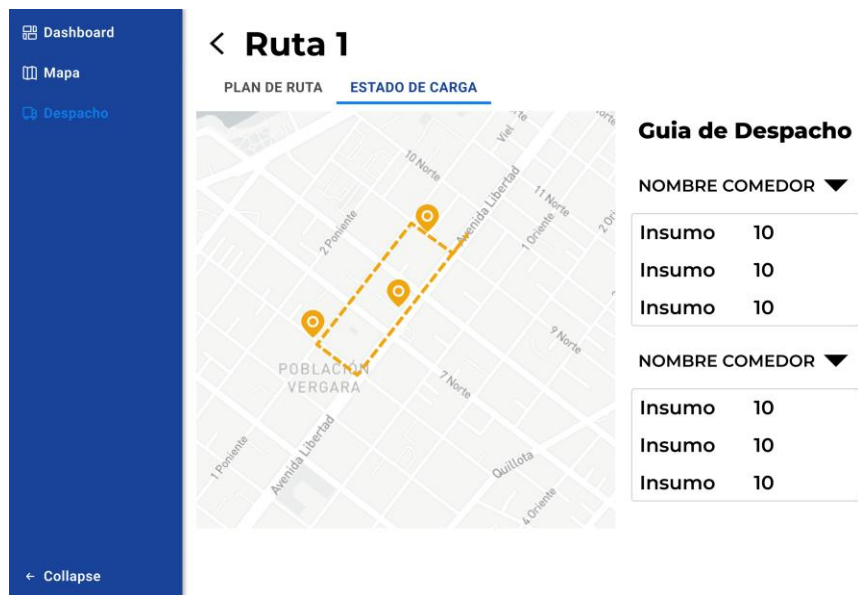 Dashboard
Mapa
Despacho
Collapse
Ruta 1
PLAN DE RUTA ESTADO DE CARGA
Viel
10 Norte
Avenida Libertad
11 Norte
1 Oriente
2 Poniente
9 Norte
POBLACIÓN
VERGARA
7 Norte
1 Poniente
Avenida Libertad
Quillota
4 Oriente
Guia de Despacho
NOMBRE COMEDOR
Insumo 10
Insumo 10
Insumo 10
NOMBRE COMEDOR
Insumo 10
Insumo 10
Insumo 10